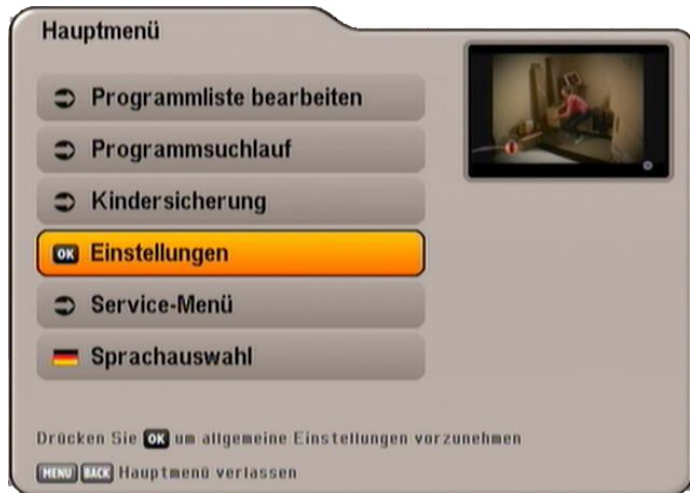 Hauptmenü
Programmliste bearbeiten
Programmsuchlauf
Kindersicherung
OK Einstellungen
Service-Menü
Sprachauswahl
Drücken Sie OK um allgemeine Einstellungen vorzunehmen
MENU BACK Hauptmenü verlassen